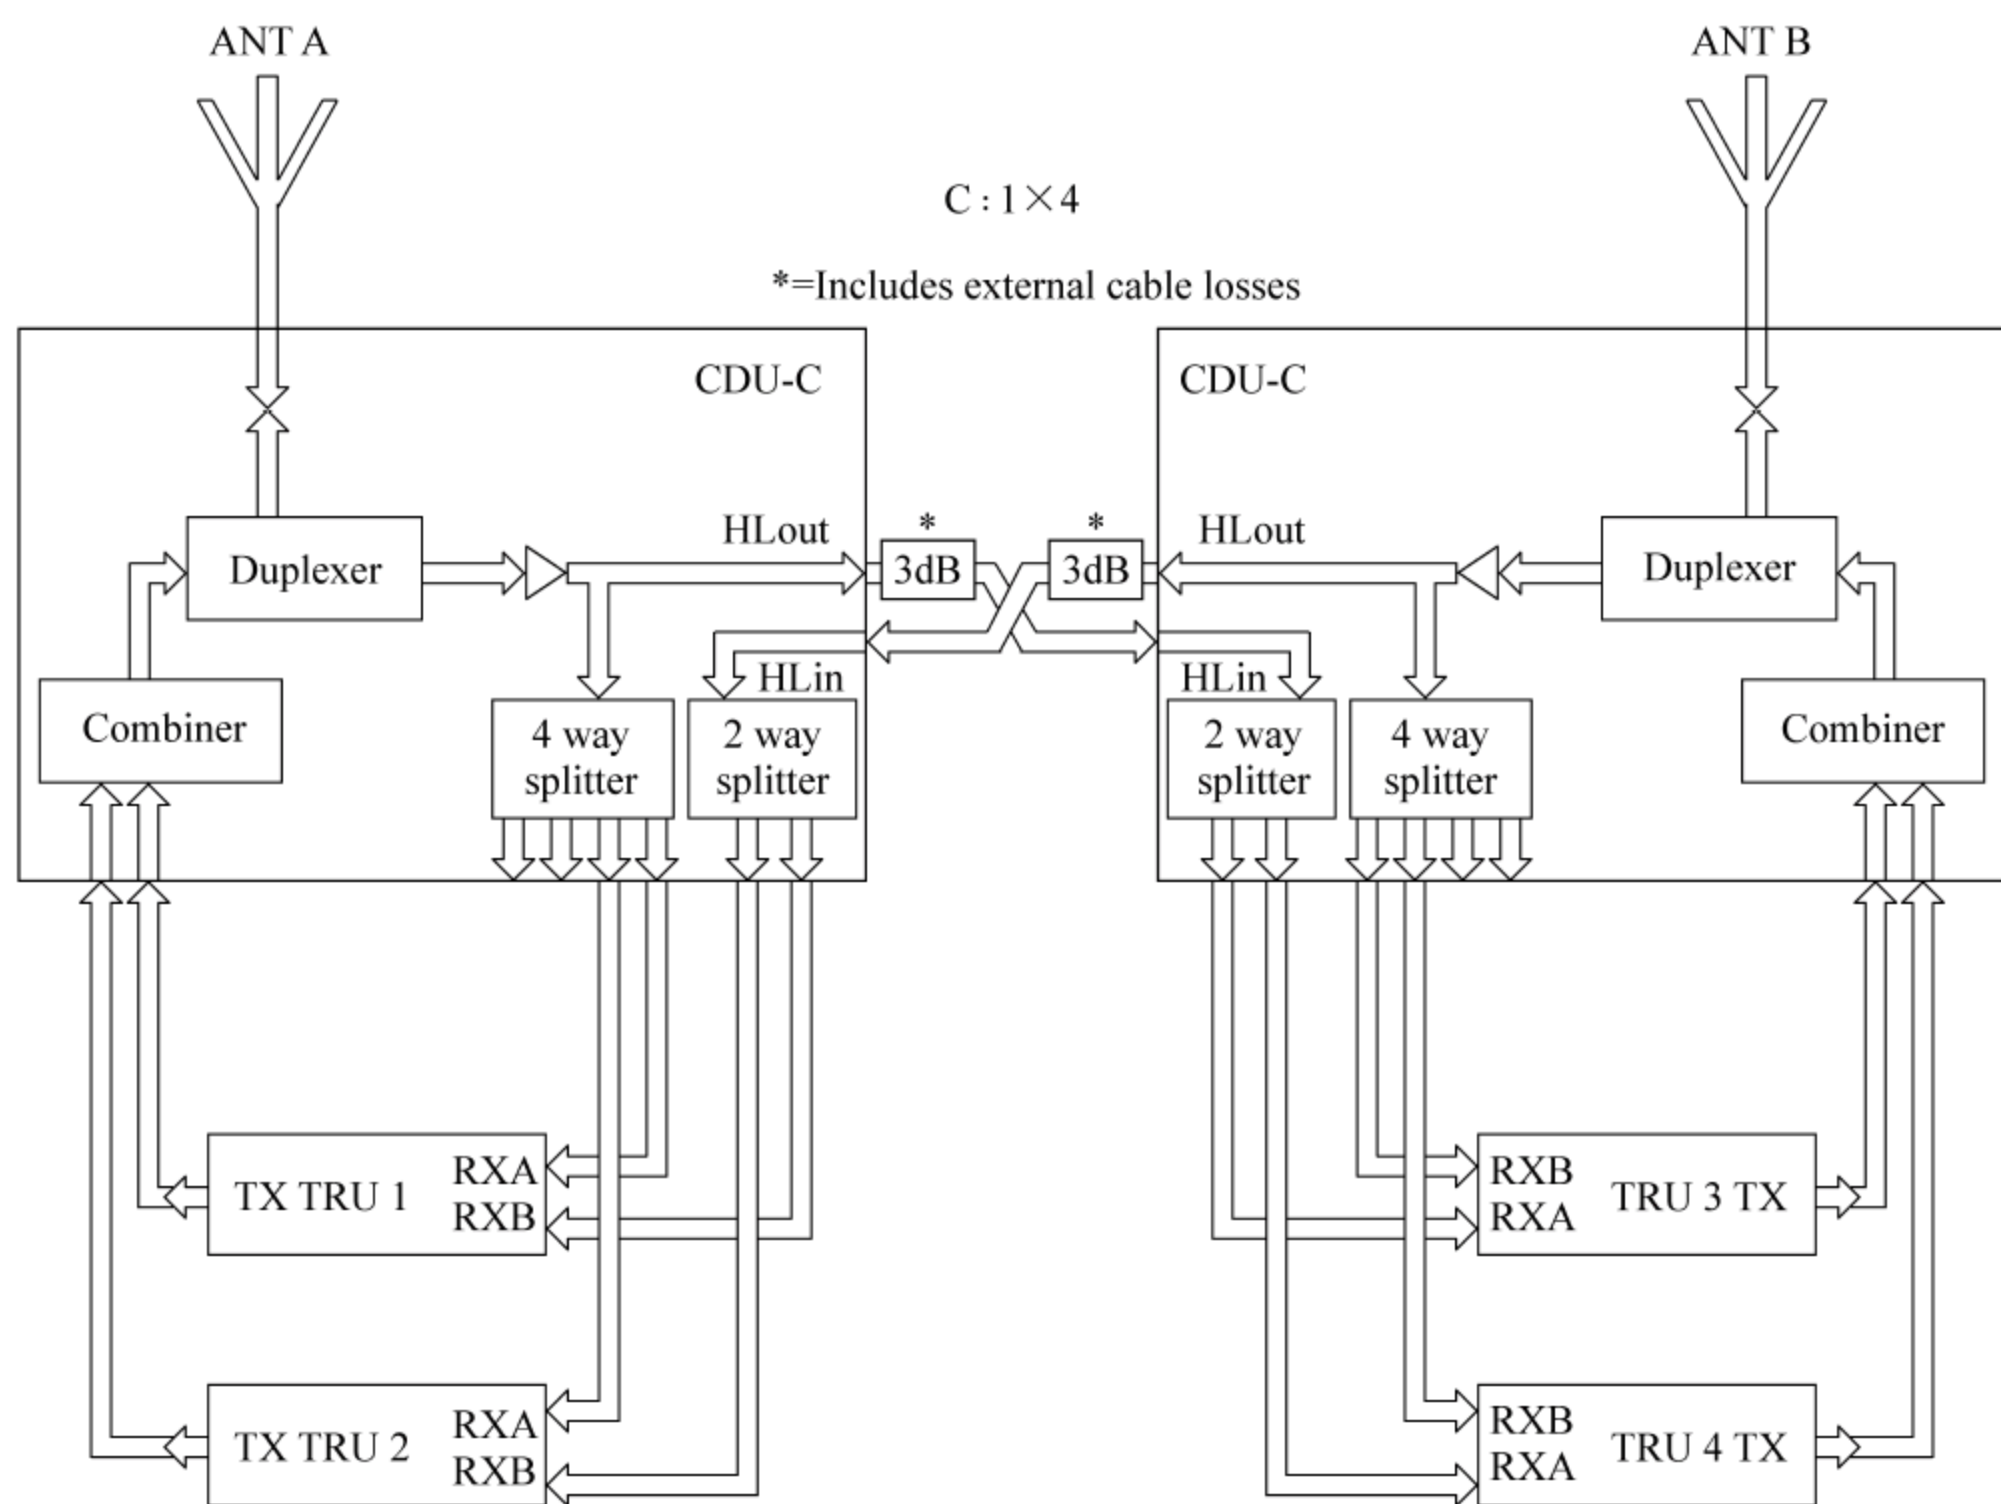 ANT A
ANT B
C : 1×4
*=Includes external cable losses
CDU-C
CDU-C
HLout
*
*
HLout
Duplexer
3dB
3dB
Duplexer
HLin
HLin
Combiner
4 way
splitter
2 way
splitter
2 way
splitter
4 way
splitter
Combiner
TX TRU 1
RXA
RXB
RXB
RXA
TRU 3 TX
TX TRU 2
RXA
RXB
RXB
RXA
TRU 4 TX